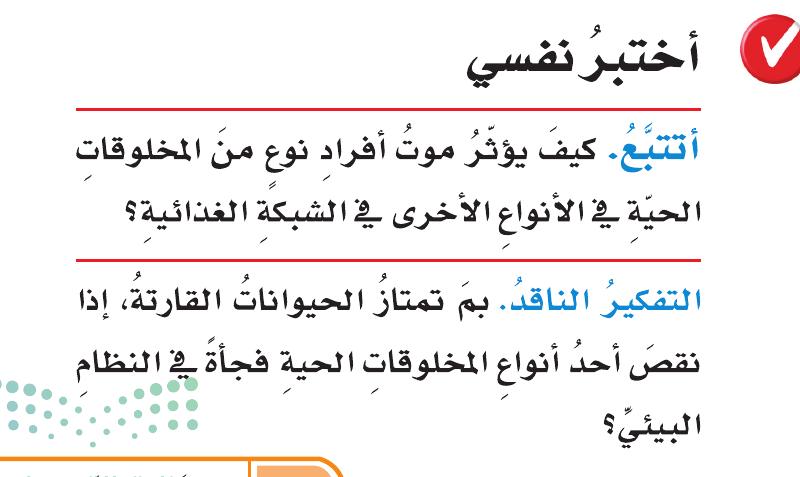 أختبرُ نفسي
أتتبَّعُ. كيفَ يؤثّرُ موتُ أفرادِ نوعٍ منَ المخلوقاتِ
الحيّةِ في الأنواعِ الأخرى في الشبكةِ الغذائيةِ؟
التفكيرُ الناقدُ. بمَ تمتازُ الحيواناتُ القارتةُ، إذا
نقصَ أحدُ أنواعِ المخلوقاتِ الحيةِ فجأةً في النظامِ
البيئيِّ؟